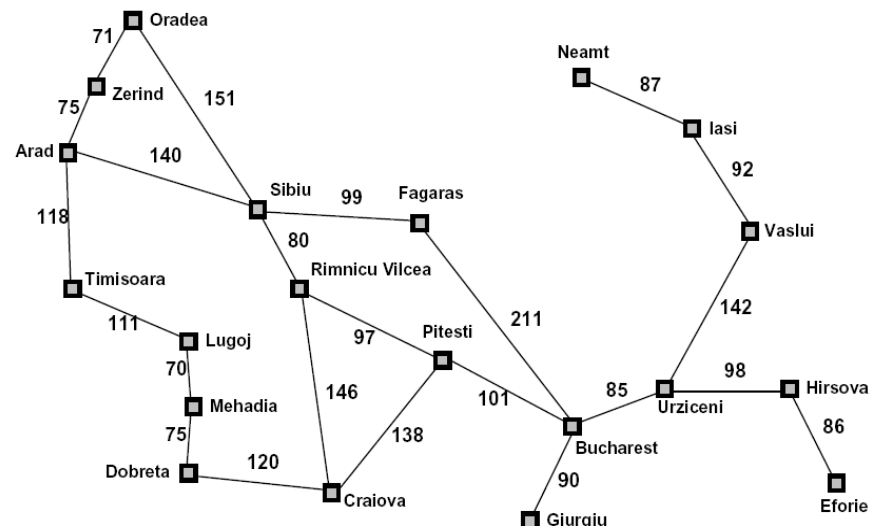 Oradea
71
Neamt
87
Zerind
151
75
Iasi
Arad
140
92
Sibiu
99
Fagaras
118
80
Vaslui
Timisoara
Rimnicu Vilcea
142
111
Lugoj
97
Pitesti
211
70
98
Mehadia
146
101
85
Urziceni
Hirsova
75
138
Bucharest
86
Dobreta
120
90
Craiova
Eforie
Giurgiu